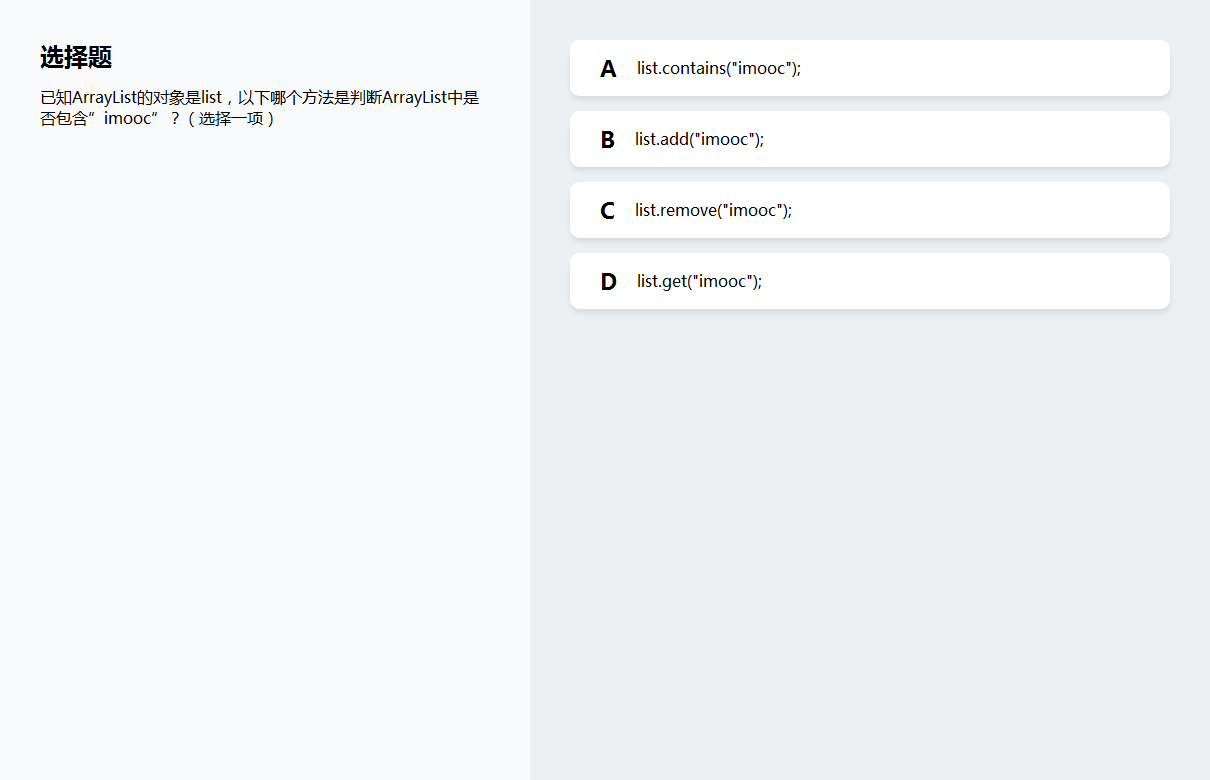 选择题
已知ArrayList的对象是list，以下哪个方法是判断ArrayList中是
否包含”imooc”？（选择一项）
A list.contains("imooc");
B list.add("imooc");
C list.remove("imooc");
D list.get("imooc");